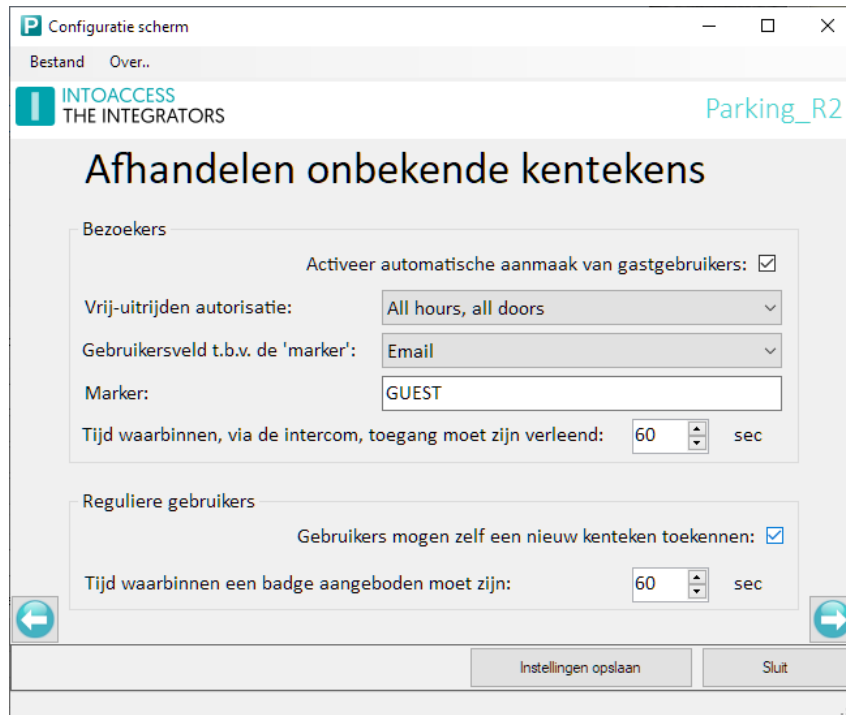 Configuratie scherm
Bestand Over..
INTOACCESS
THE INTEGRATORS
Parking_R2
Afhandelen onbekende kentekens
Bezoekers
Activeer automatische aanmaak van gastgebruikers:
Vrij-uitrijden autorisatie: All hours, all doors
Gebruikersveld t.b.v. de 'marker': Email
Marker: GUEST
Tijd waarbinnen, via de intercom, toegang moet zijn verleend: 60 sec
Reguliere gebruikers
Gebruikers mogen zelf een nieuw kenteken toekennen:
Tijd waarbinnen een badge aangeboden moet zijn: 60 sec
Instellingen opslaan Sluit